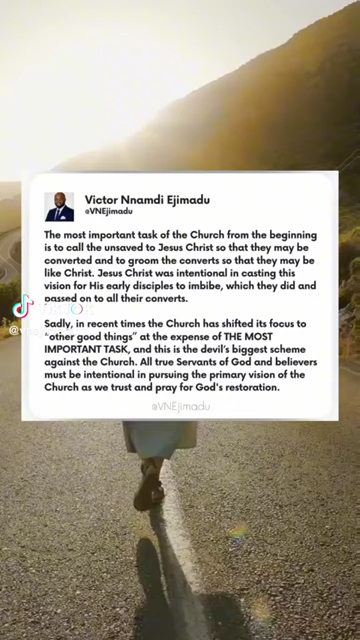 Victor Nnamdi Ejimadu
@VNEjimadu
The most important task of the Church from the beginning
is to call the unsaved to Jesus Christ so that they may be
converted and to groom the converts so that they may be
like Christ. Jesus Christ was intentional in casting this
vision for His early disciples to imbibe, which they did and
passed on to all their converts.
Sadly, in recent times the Church has shifted its focus to
"other good things" at the expense of THE MOST
IMPORTANT TASK, and this is the devil's biggest scheme
against the Church. All true Servants of God and believers
must be intentional in pursuing the primary vision of the
Church as we trust and pray for God's restoration.
@VNEjimadu